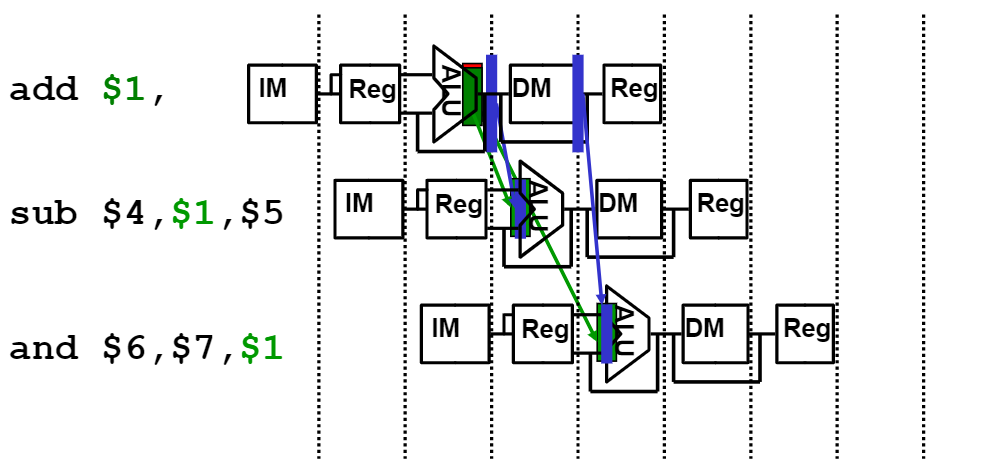 add $1, IM Reg ALU DM Reg
sub $4,$1,$5 IM Reg ALU DM Reg
and $6,$7,$1 IM Reg ALU DM Reg